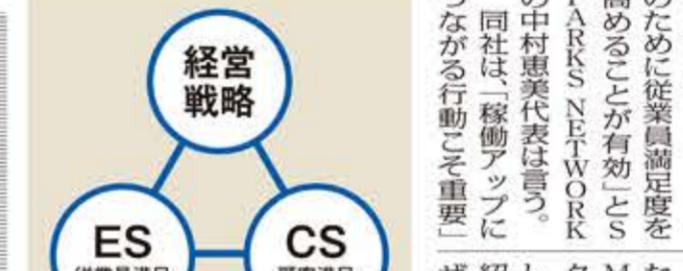 のために従業員満足度を
高めることが有効」とS
PARKS NETWORK
の中村恵美代表は言う。
同社は、「稼働アップに
つながる行動こそ重要」
経営
戦略
ES
CS